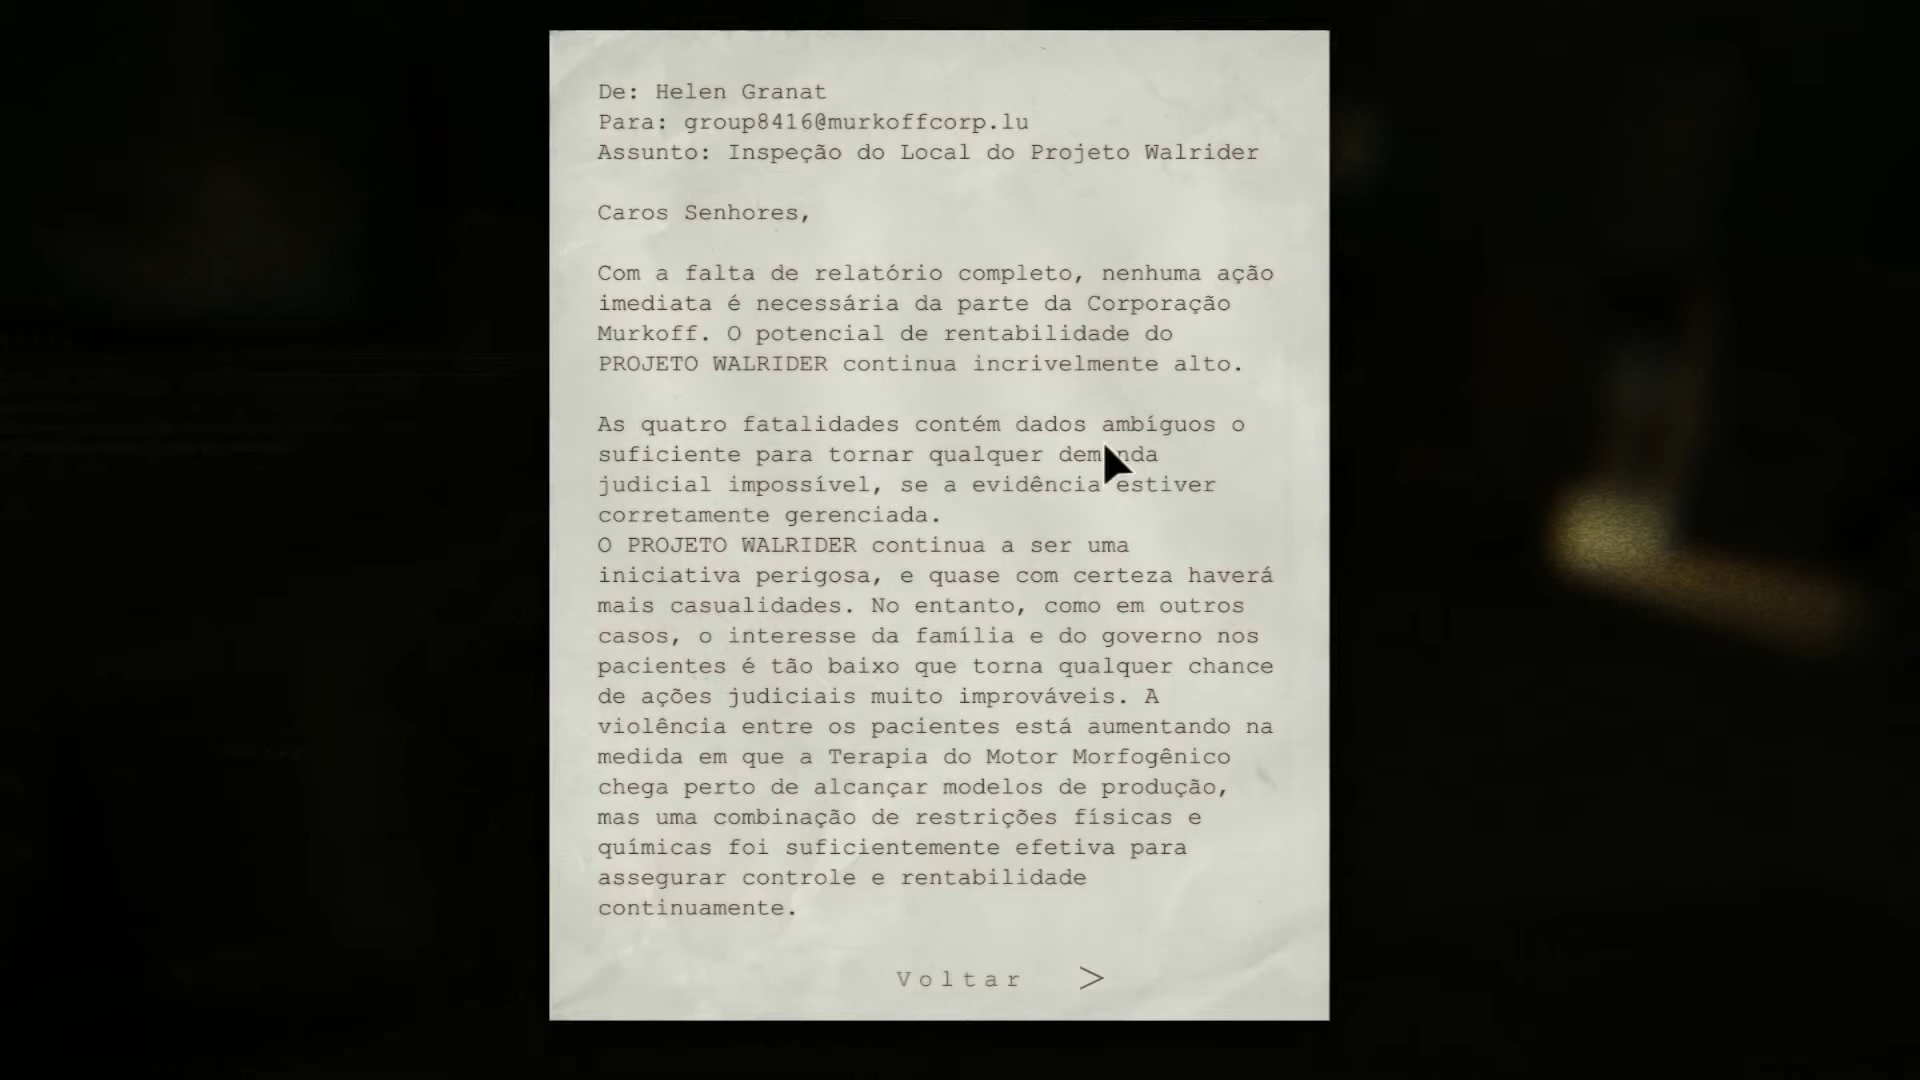 De: Helen Granat
Para: group8416@murkoffcorp.lu
Assunto: Inspeção do Local do Projeto Walrider
Caros Senhores,
Com a falta de relatório completo, nenhuma ação
imediata é necessária da parte da Corporação
Murkoff. O potencial de rentabilidade do
PROJETO WALRIDER continua incrivelmente alto.
As quatro fatalidades contém dados ambíguos o
suficiente para tornar qualquer demanda
judicial impossível, se a evidência estiver
corretamente gerenciada.
O PROJETO WALRIDER continua a ser uma
iniciativa perigosa, e quase com certeza haverá
mais casualidades. No entanto, como em outros
casos, o interesse da família e do governo nos
pacientes é tão baixo que torna qualquer chance
de ações judiciais muito improváveis. A
violência entre os pacientes está aumentando na
medida em que a Terapia do Motor Morfogênico
chega perto de alcançar modelos de produção,
mas uma combinação de restrições físicas e
químicas foi suficientemente efetiva para
assegurar controle e rentabilidade
continuamente.
Voltar >